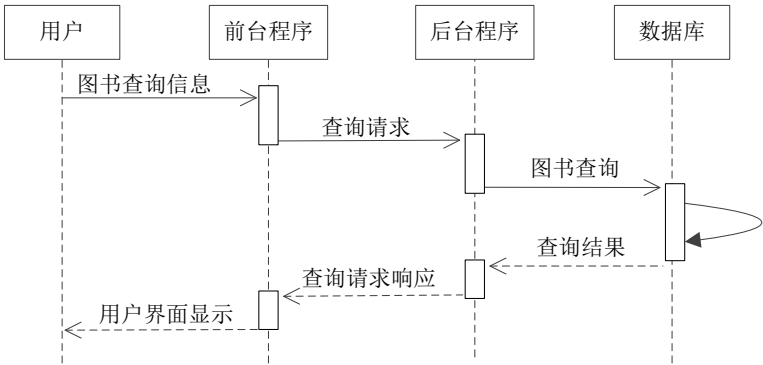 用户
前台程序
后台程序
数据库
图书查询信息
查询请求
图书查询
查询结果
查询请求响应
用户界面显示